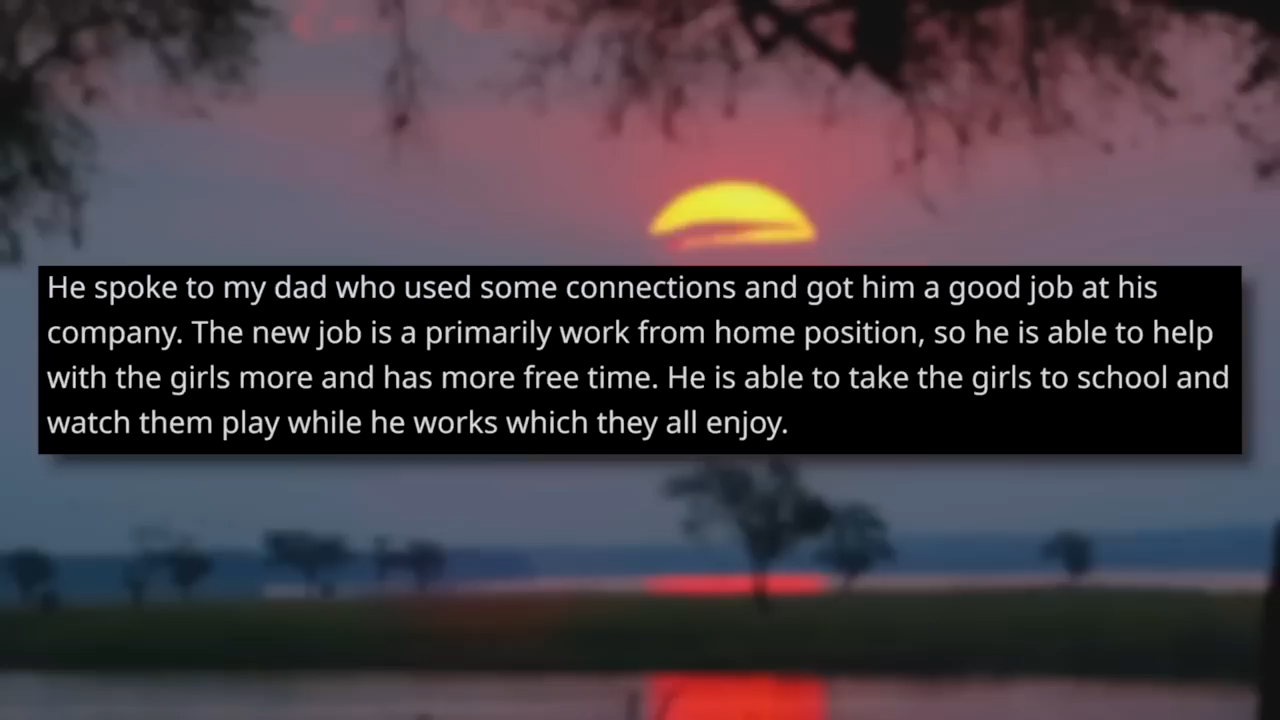 He spoke to my dad who used some connections and got him a good job at his
company. The new job is a primarily work from home position, so he is able to help
with the girls more and has more free time. He is able to take the girls to school and
watch them play while he works which they all enjoy.